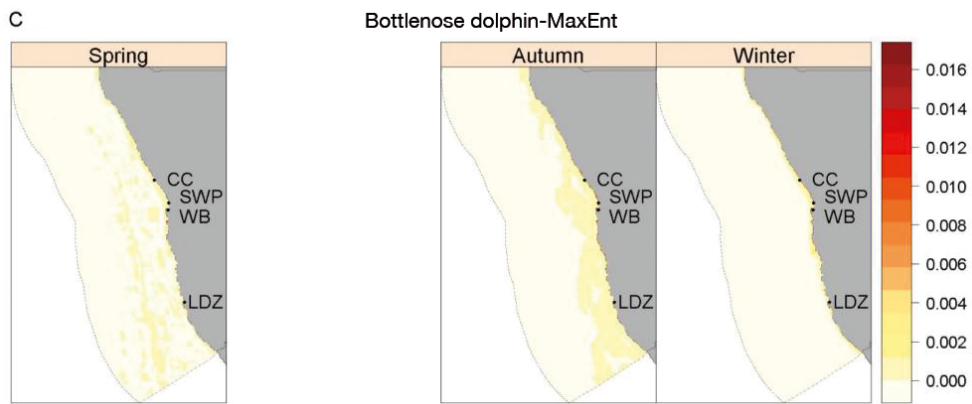 C
Bottlenose dolphin-MaxEnt
Spring
Autumn
Winter
CC
SWP
WB
LDZ
CC
SWP
WB
LDZ
CC
SWP
WB
LDZ
0.016
0.014
0.012
0.010
0.008
0.006
0.004
0.002
0.000